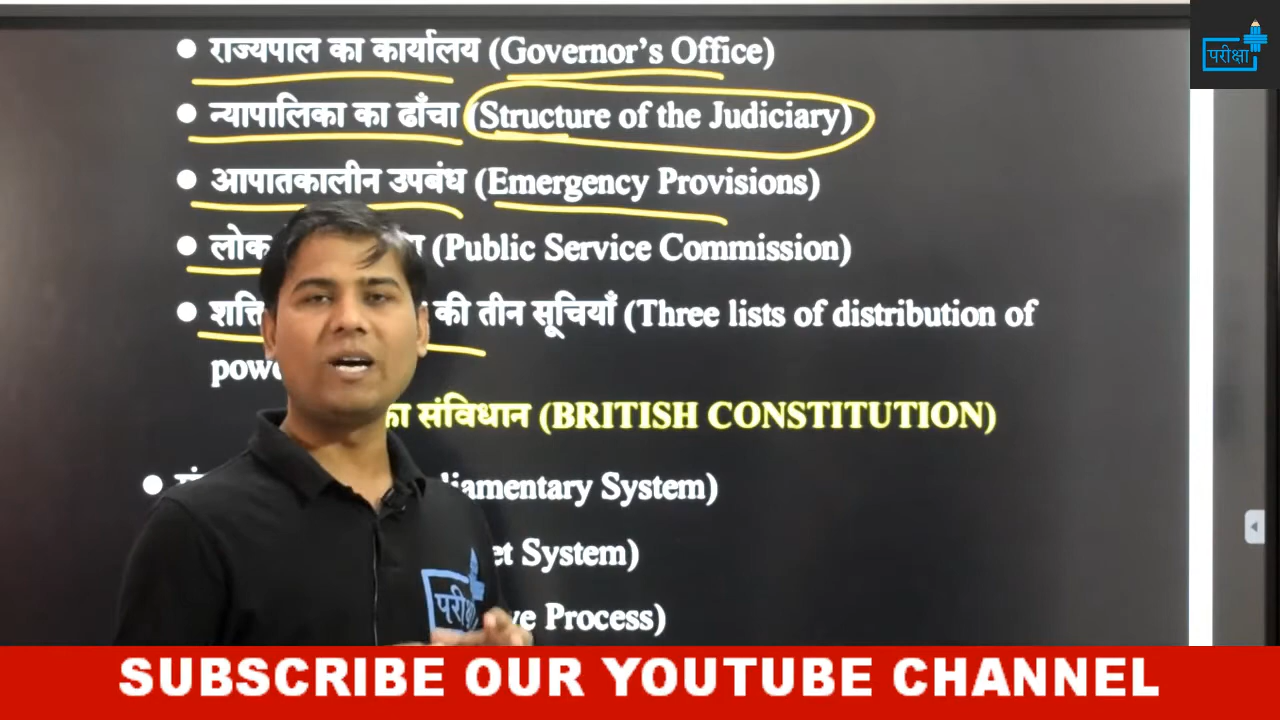 ● राज्यपाल का कार्यालय (Governor's Office)
परीक्षा
● न्यापालिका का ढाँचा (Structure of the Judiciary)
● आपातकालीन उपबंध (Emergency Provisions)
● लोक (Public Service Commission)
● की तीन सूचियाँ (Three lists of distribution of
का संविधान (BRITISH CONSTITUTION)
● System)
System)
Process)
परीक्षा
SUBSCRIBE OUR YOUTUBE CHANNEL